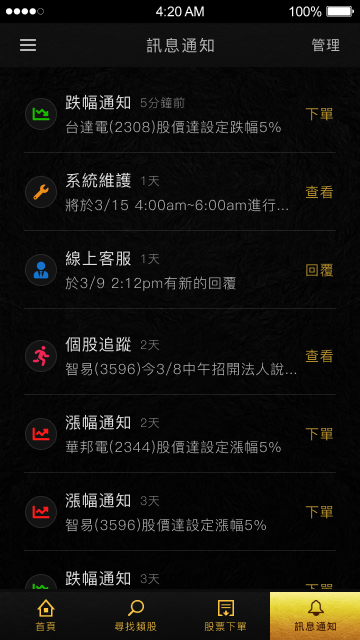 4:20 AM
100%
訊息通知
管理
跌幅通知 5分鐘前
台達電(2308)股價達設定跌幅5%
下單
系統維護 1天
將於3/15 4:00am~6:00am進行...
查看
線上客服 1天
於3/9 2:12pm有新的回覆
回覆
個股追蹤 2天
智易(3596)今3/8中午招開法人說...
查看
漲幅通知 2天
華邦電(2344)股價達設定漲幅5%
下單
漲幅通知 3天
智易(3596)股價達設定漲幅5%
下單
跌幅通知 3天
下單
首頁
尋找類股
股票下單
訊息通知